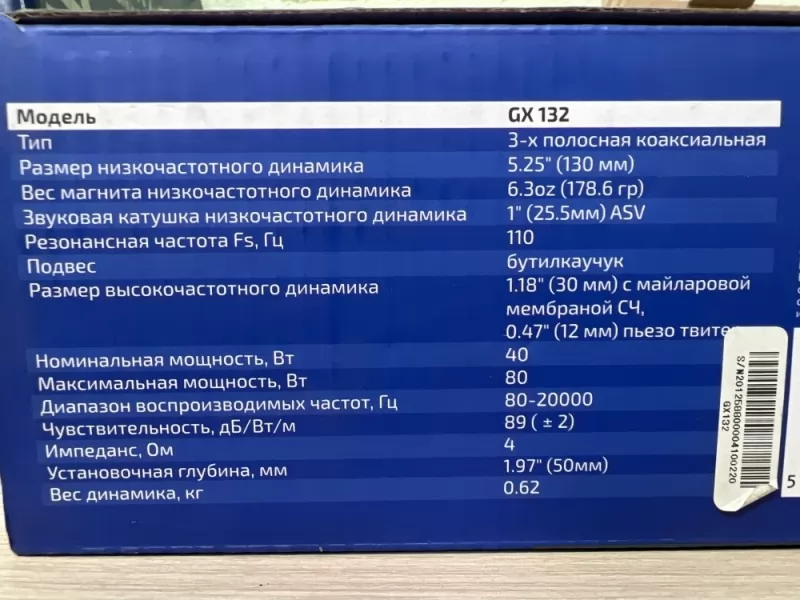 Модель GX 132
Тип 3-х полосная коаксиальная
Размер низкочастотного динамика 5.25" (130 мм)
Вес магнита низкочастотного динамика 6.3oz (178.6 гр)
Звуковая катушка низкочастотного динамика 1" (25.5мм) ASV
Резонансная частота Fs, Гц 110
Подвес бутилкаучук
Размер высокочастотного динамика 1.18" (30 мм) с майларовой
мембраной СЧ,
0.47" (12 мм) пьезо
Номинальная мощность, Вт 40
Максимальная мощность, Вт 80
Диапазон воспроизводимых частот, Гц 80-20000
Чувствительность, дБ/Вт/м 89 ( ± 2)
Импеданс, Ом 4
Установочная глубина, мм 1.97" (50мм)
Вес динамика, кг 0.62
S/N20125880004100220
GX132
5